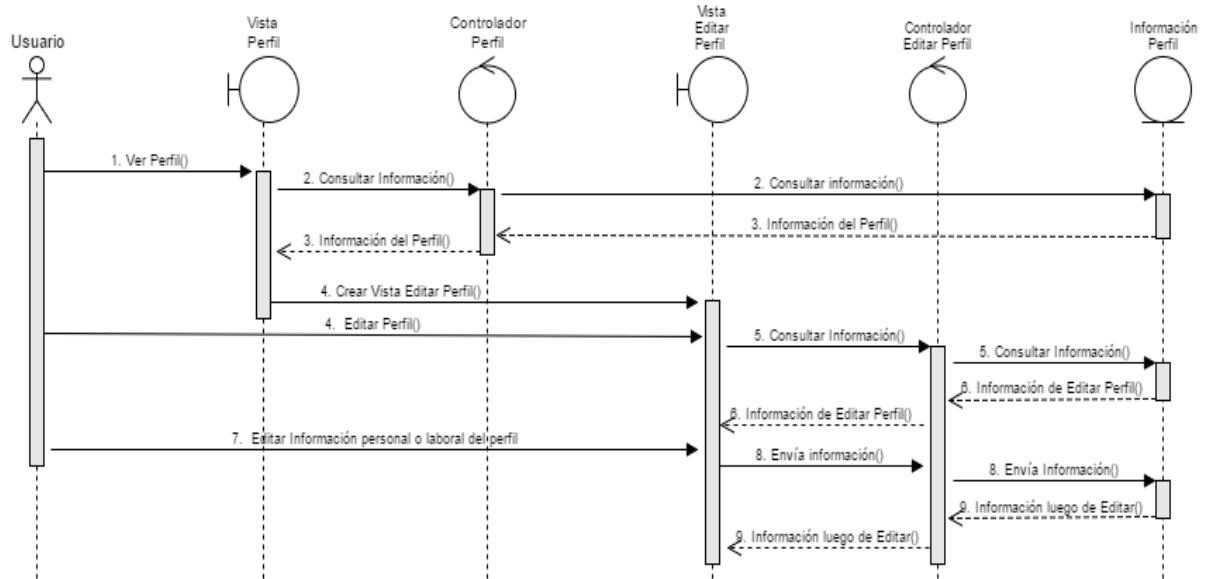 Usuario
Vista
Perfil
Controlador
Perfil
Vista
Editar
Perfil
Controlador
Editar Perfil
Información
Perfil
1. Ver Perfil()
2. Consultar Información()
2. Consultar información()
3. Información del Perfil()
3. Información del Perfil()
4. Crear Vista Editar Perfil()
4. Editar Perfil()
5. Consultar Información()
5. Consultar Información()
6. Información de Editar Perfil()
6. Información de Editar Perfil()
7. Editar Información personal o laboral del perfil
8. Envía información()
8. Envía Información()
9. Información luego de Editar()
9. Información luego de Editar()